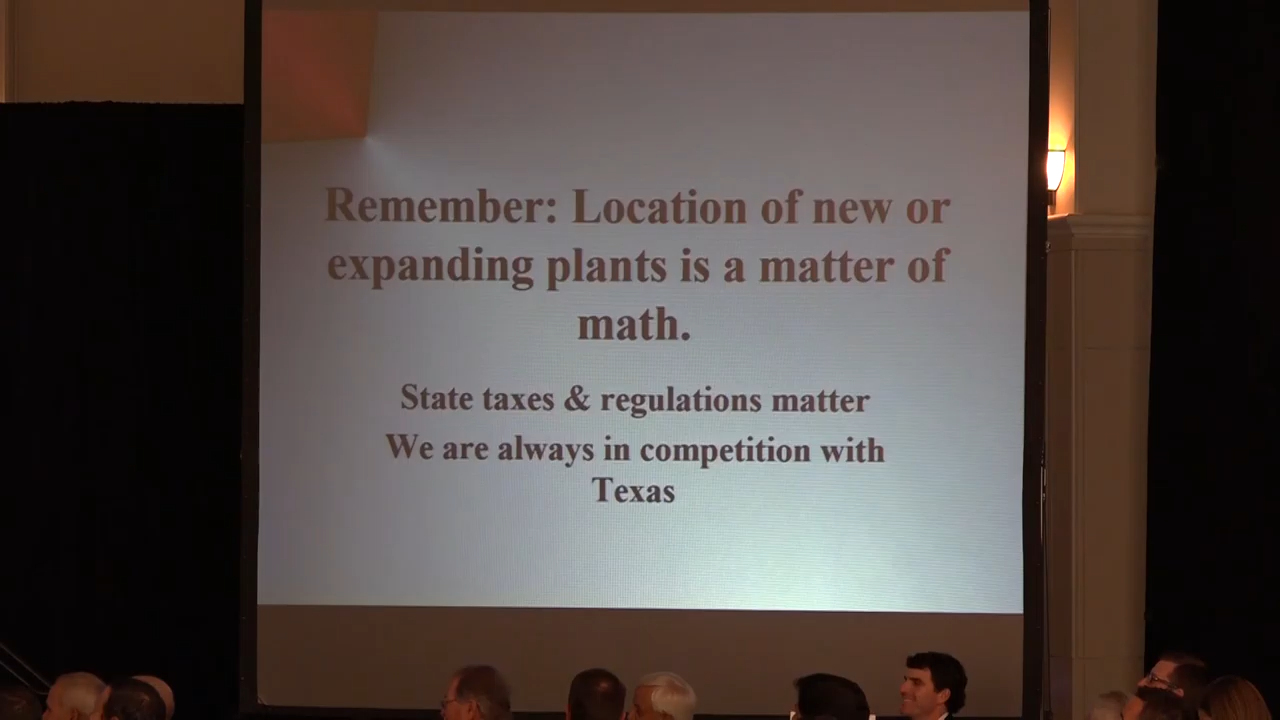 Remember: Location of new or
expanding plants is a matter of
math.
State taxes & regulations matter
We are always in competition with
Texas